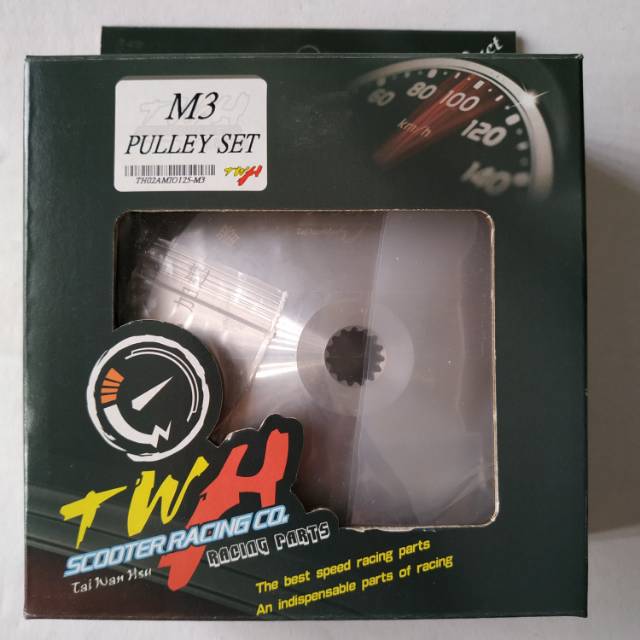 M3
PULLEY SET
TH02AMIO125-M3
TWH
60
80
100
120
140
km/h
TWH
SCOOTER RACING CO.
RACING PARTS
Tai Wan Hsu
The best speed racing parts
An indispensable parts of racing